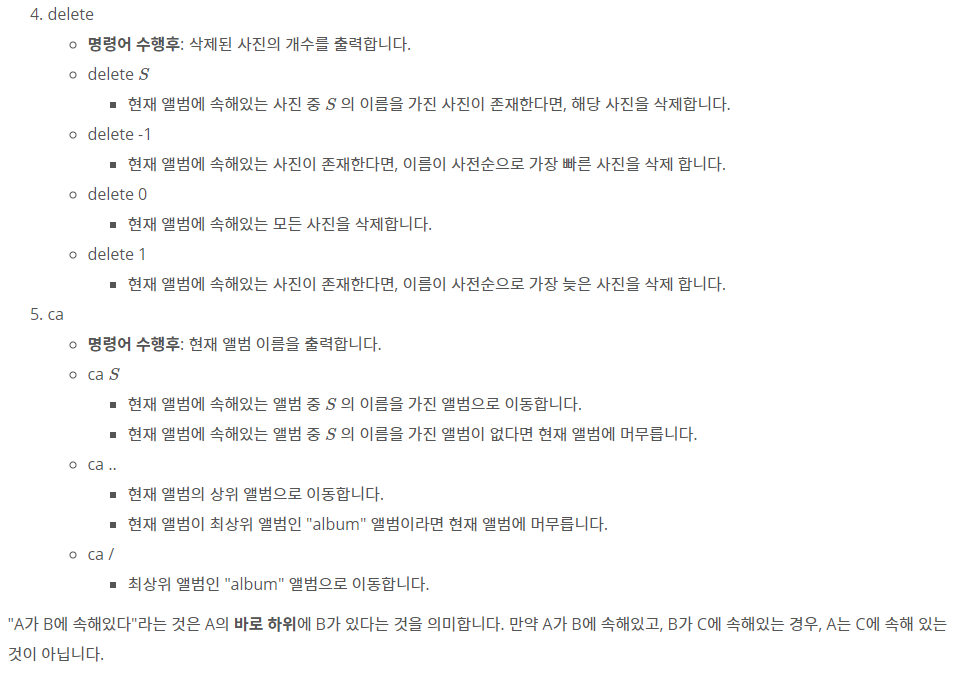 4. delete
명령어 수행후: 삭제된 사진의 개수를 출력합니다.
delete S
현재 앨범에 속해있는 사진 중 S 의 이름을 가진 사진이 존재한다면, 해당 사진을 삭제합니다.
delete -1
현재 앨범에 속해있는 사진이 존재한다면, 이름이 사전순으로 가장 빠른 사진을 삭제 합니다.
delete 0
현재 앨범에 속해있는 모든 사진을 삭제합니다.
delete 1
현재 앨범에 속해있는 사진이 존재한다면, 이름이 사전순으로 가장 늦은 사진을 삭제 합니다.
5. ca
명령어 수행후: 현재 앨범 이름을 출력합니다.
ca S
현재 앨범에 속해있는 앨범 중 S 의 이름을 가진 앨범으로 이동합니다.
현재 앨범에 속해있는 앨범 중 S 의 이름을 가진 앨범이 없다면 현재 앨범에 머무릅니다.
ca ..
현재 앨범의 상위 앨범으로 이동합니다.
현재 앨범이 최상위 앨범인 "album" 앨범이라면 현재 앨범에 머무릅니다.
ca /
최상위 앨범인 "album" 앨범으로 이동합니다.
"A가 B에 속해있다"라는 것은 A의 바로 하위에 B가 있다는 것을 의미합니다. 만약 A가 B에 속해있고, B가 C에 속해있는 경우, A는 C에 속해 있는
것이 아닙니다.